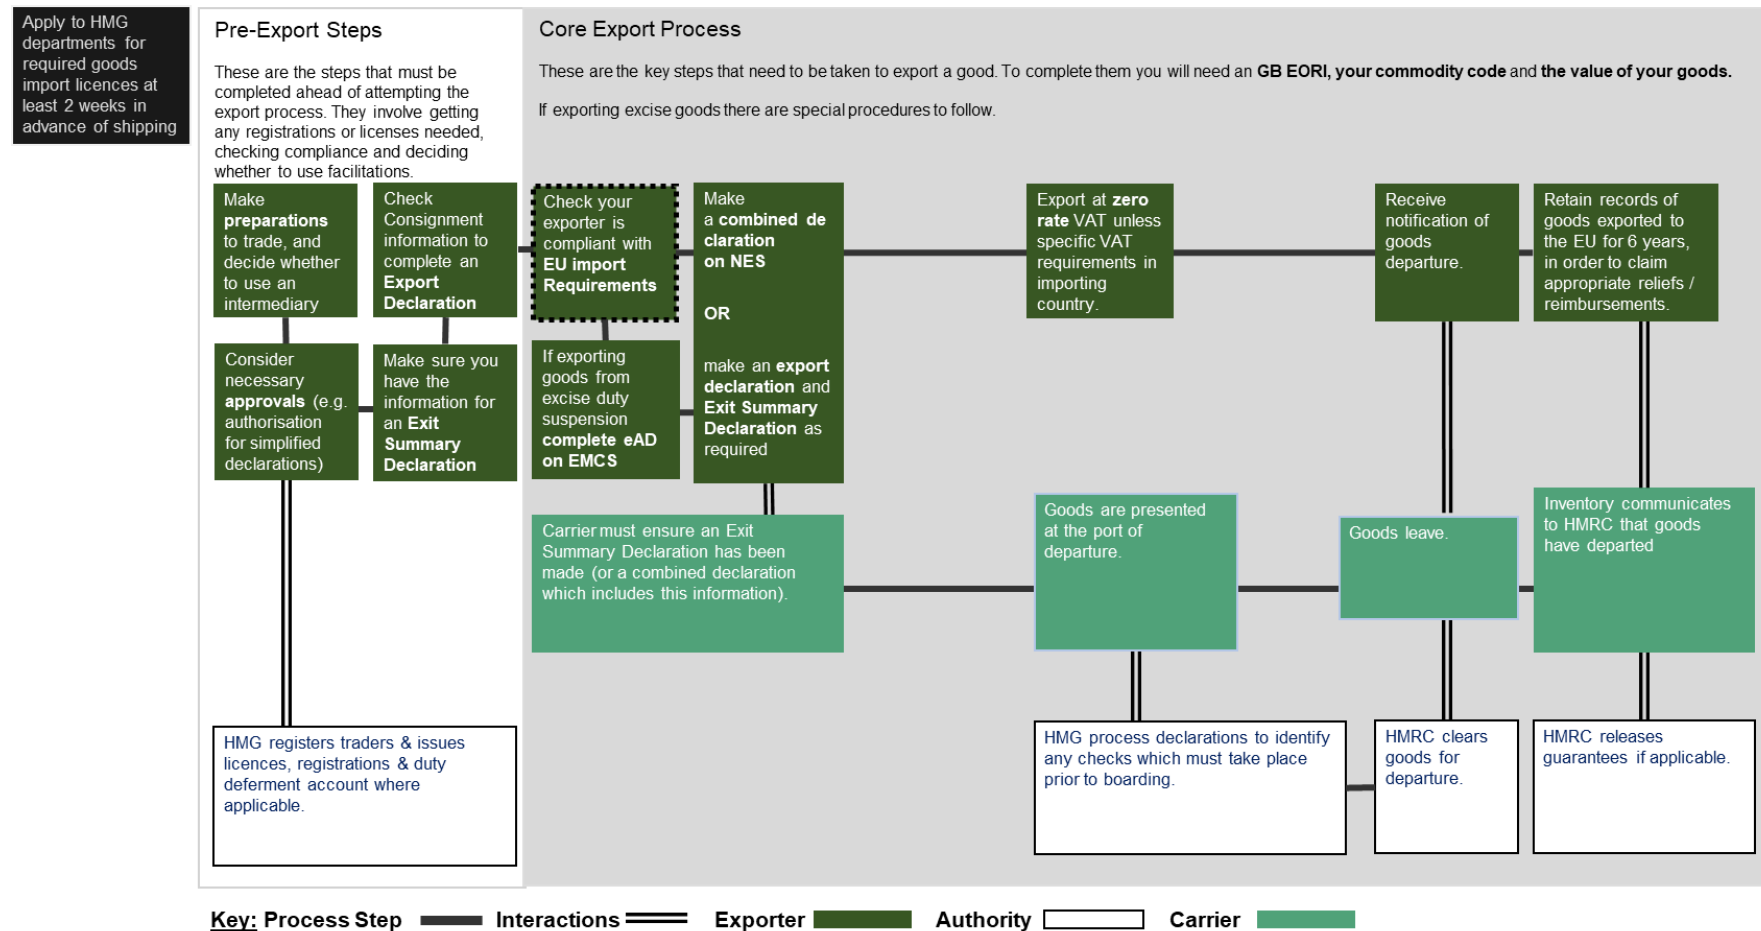 Apply to HMG
departments for
required goods
import licences at
least 2 weeks in
advance of shipping
Pre-Export Steps
These are the steps that must be
completed ahead of attempting the
export process. They involve getting
any registrations or licenses needed,
checking compliance and deciding
whether to use facilitations.
Core Export Process
These are the key steps that need to be taken to export a good. To complete them you will need an GB EORI, your commodity code and the value of your goods.
If exporting excise goods there are special procedures to follow.
Make
preparations
to trade, and
decide whether
to use an
intermediary
Check
Consignment
information to
complete an
Export
Declaration
Check your
exporter is
compliant with
EU import
Requirements
Make
a combined de
claration
on NES
OR
make an export
declaration and
Exit Summary
Declaration as
required
Export at zero
rate VAT unless
specific VAT
requirements in
importing
country.
Receive
notification of
goods
departure.
Retain records of
goods exported to
the EU for 6 years,
in order to claim
appropriate reliefs /
reimbursements.
Consider
necessary
approvals (e.g.
authorisation
for simplified
declarations)
Make sure you
have the
information for
an Exit
Summary
Declaration
If exporting
goods from
excise duty
suspension
complete eAD
on EMCS
Carrier must ensure an Exit
Summary Declaration has been
made (or a combined declaration
which includes this information).
Goods are presented
at the port of
departure.
Goods leave.
Inventory communicates
to HMRC that goods
have departed
HMG registers traders & issues
licences, registrations & duty
deferment account where
applicable.
HMG process declarations to identify
any checks which must take place
prior to boarding.
HMRC clears
goods for
departure.
HMRC releases
guarantees if applicable.
Key: Process Step Interactions Exporter Authority Carrier